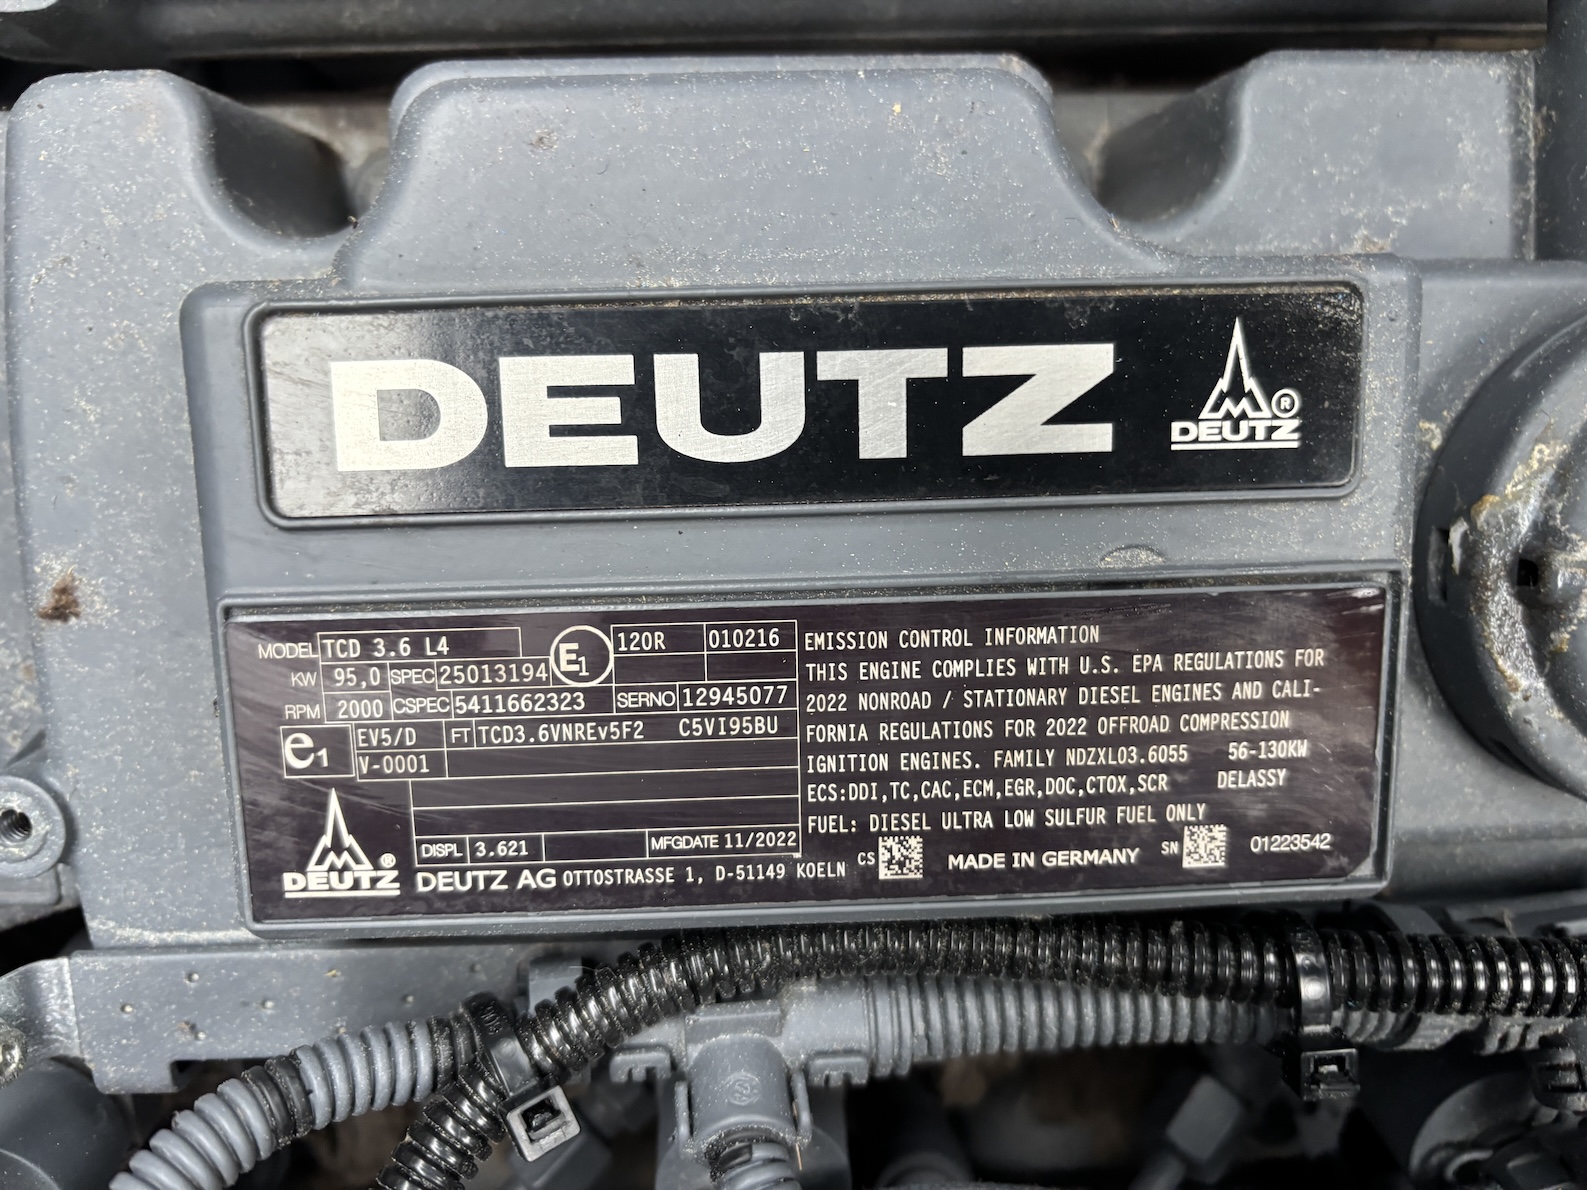 DEUTZ
DEUTZ ®
MODEL TCD 3.6 L4 E1 120R 010216
KW 95,0 SPEC 25013194
RPM 2000 CSPEC 5411662323 SERNO 12945077
e1 EV5/D FT TCD3.6VNREv5F2 C5VI95BU
V-0001
DISPL 3.621 MFGDATE 11/2022
DEUTZ ® DEUTZ AG OTTOSTRASSE 1, D-51149 KOELN
EMISSION CONTROL INFORMATION
THIS ENGINE COMPLIES WITH U.S. EPA REGULATIONS FOR
2022 NONROAD / STATIONARY DIESEL ENGINES AND CALI-
FORNIA REGULATIONS FOR 2022 OFFROAD COMPRESSION
IGNITION ENGINES. FAMILY NDZXL03.6055 56-130KW
ECS:DDI,TC,CAC,ECM,EGR,DOC,CTOX,SCR DELASSY
FUEL: DIESEL ULTRA LOW SULFUR FUEL ONLY
CS MADE IN GERMANY SN 01223542